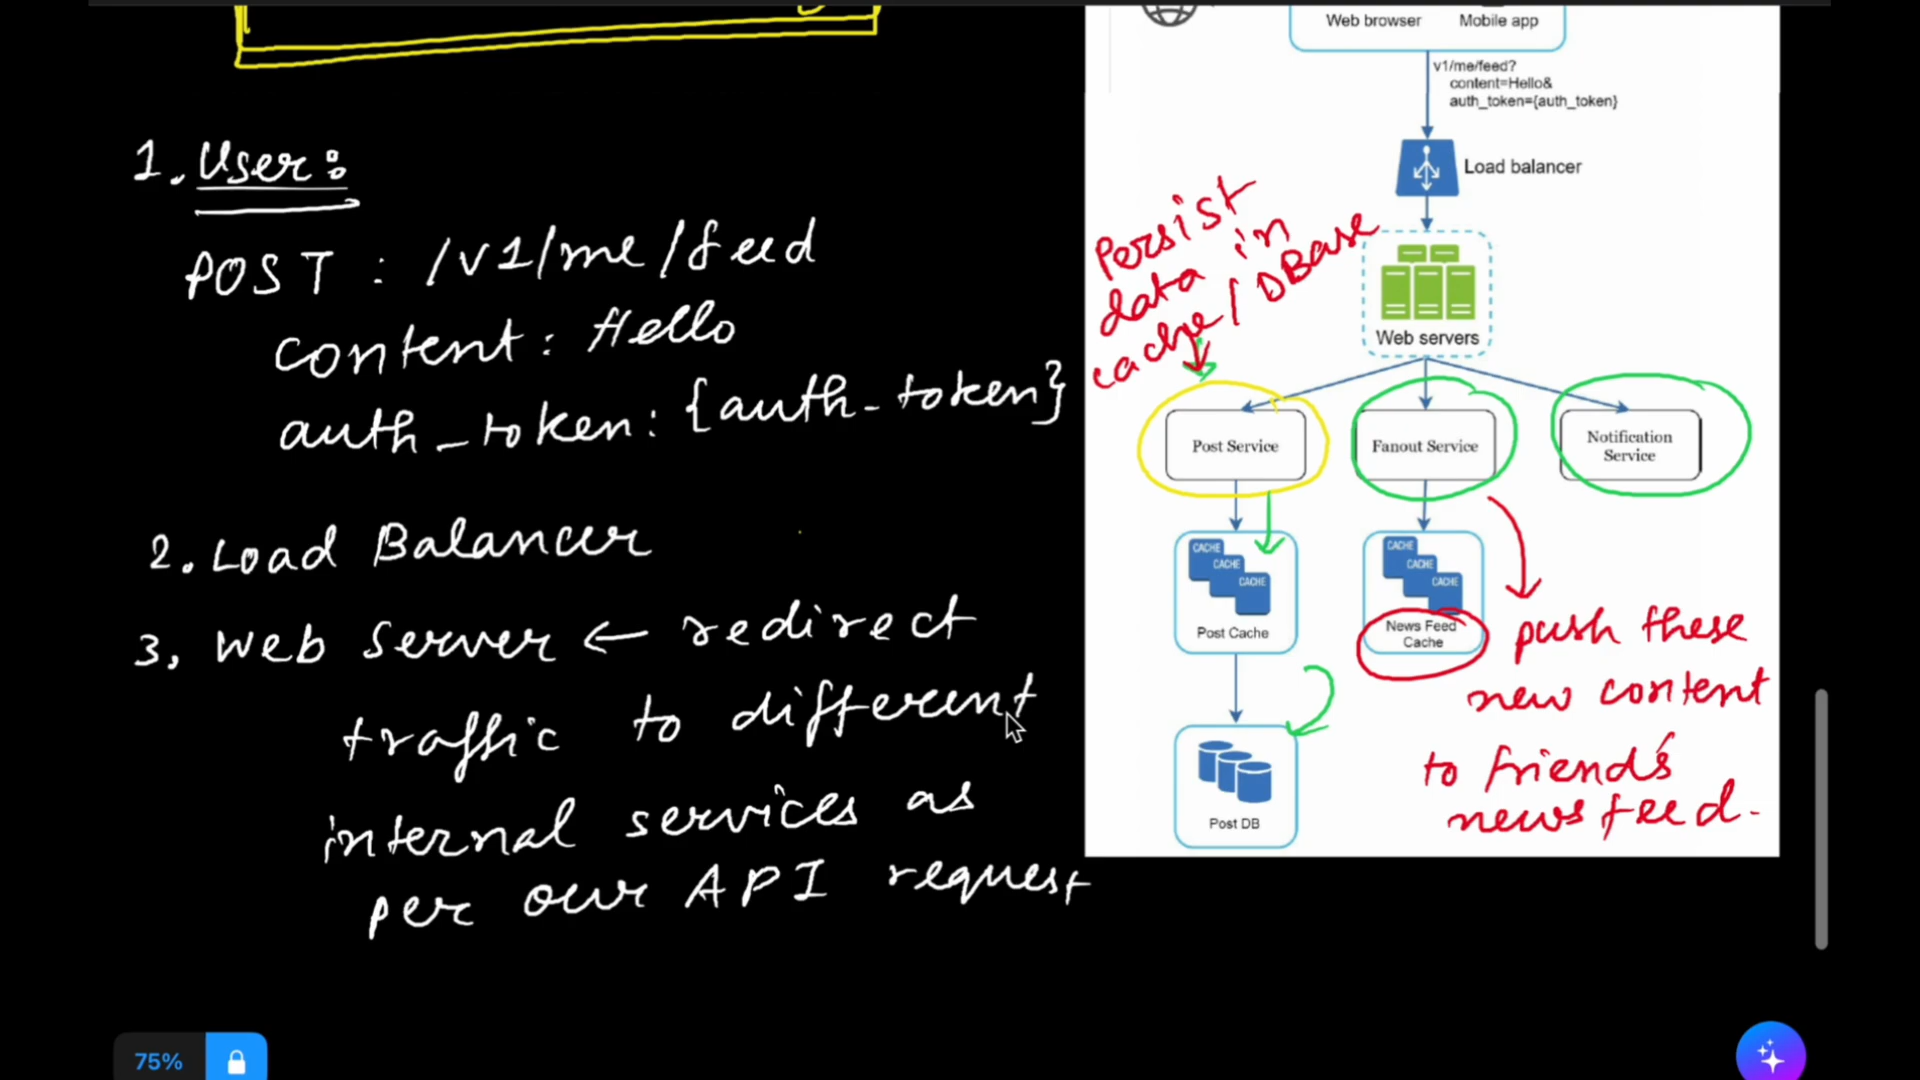 1. User:
POST : /v1/me/feed
content: Hello
auth_token: {auth-token}
2. Load Balancer
3, Web Server ← redirect
traffic to different
internal services as
per our API request
Web browser Mobile app
v1/me/feed?
content=Hello&
auth_token={auth_token}
Load balancer
Persist
data in
cache/DBase
Web servers
Post Service Fanout Service Notification
Service
CACHE
CACHE
CACHE
Post Cache
CACHE
CACHE
CACHE
News Feed
Cache
push these
new content
to friend's
newsfeed.
Post DB
75%